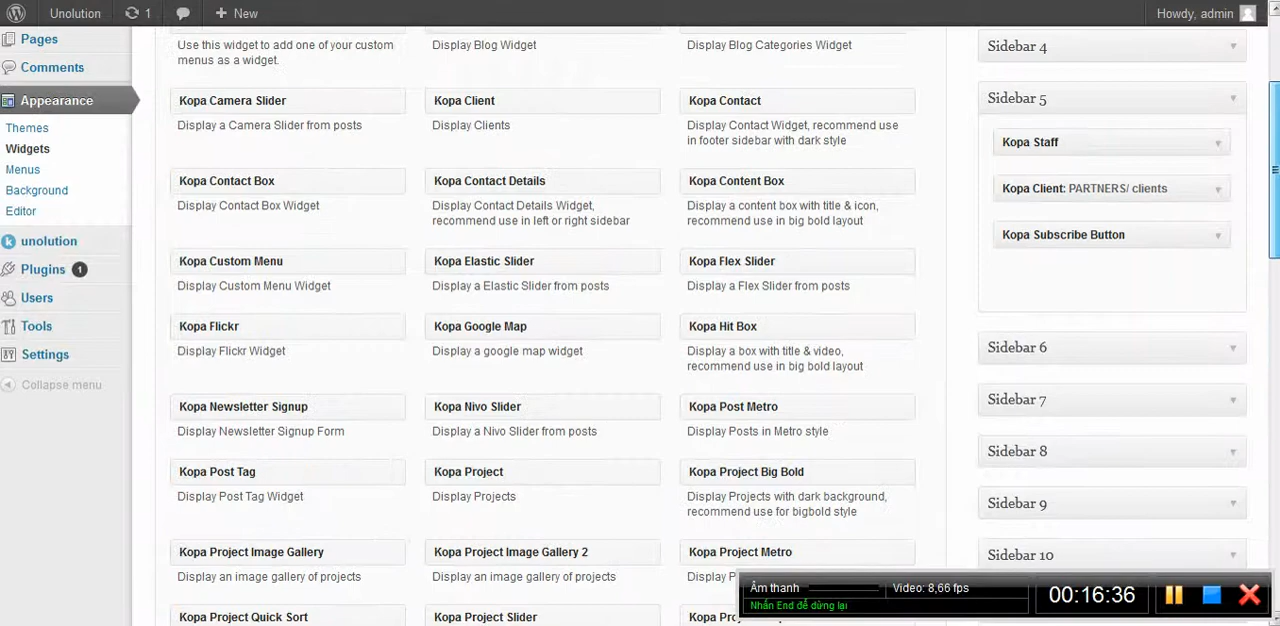 Unolution
1
New
Howdy, admin
Pages
Comments
Appearance
Themes
Widgets
Menus
Background
Editor
unolution
Plugins 1
Users
Tools
Settings
Collapse menu
Use this widget to add one of your custom
menus as a widget.
Display Blog Widget
Display Blog Categories Widget
Kopa Camera Slider
Display a Camera Slider from posts
Kopa Client
Display Clients
Kopa Contact
Display Contact Widget, recommend use
in footer sidebar with dark style
Kopa Contact Box
Display Contact Box Widget
Kopa Contact Details
Display Contact Details Widget,
recommend use in left or right sidebar
Kopa Content Box
Display a content box with title & icon,
recommend use in big bold layout
Kopa Custom Menu
Display Custom Menu Widget
Kopa Elastic Slider
Display a Elastic Slider from posts
Kopa Flex Slider
Display a Flex Slider from posts
Kopa Flickr
Display Flickr Widget
Kopa Google Map
Display a google map widget
Kopa Hit Box
Display a box with title & video,
recommend use in big bold layout
Kopa Newsletter Signup
Display Newsletter Signup Form
Kopa Nivo Slider
Display a Nivo Slider from posts
Kopa Post Metro
Display Posts in Metro style
Kopa Post Tag
Display Post Tag Widget
Kopa Project
Display Projects
Kopa Project Big Bold
Display Projects with dark background,
recommend use for bigbold style
Kopa Project Image Gallery
Display an image gallery of projects
Kopa Project Image Gallery 2
Display an image gallery of projects
Kopa Project Metro
Kopa Project Quick Sort
Kopa Project Slider
Sidebar 4
Sidebar 5
Kopa Staff
Kopa Client: PARTNERS/ clients
Kopa Subscribe Button
Sidebar 6
Sidebar 7
Sidebar 8
Sidebar 9
Sidebar 10
Âm thanh
Video: 8,66 fps
Nhấn End để dừng lại
00:16:36